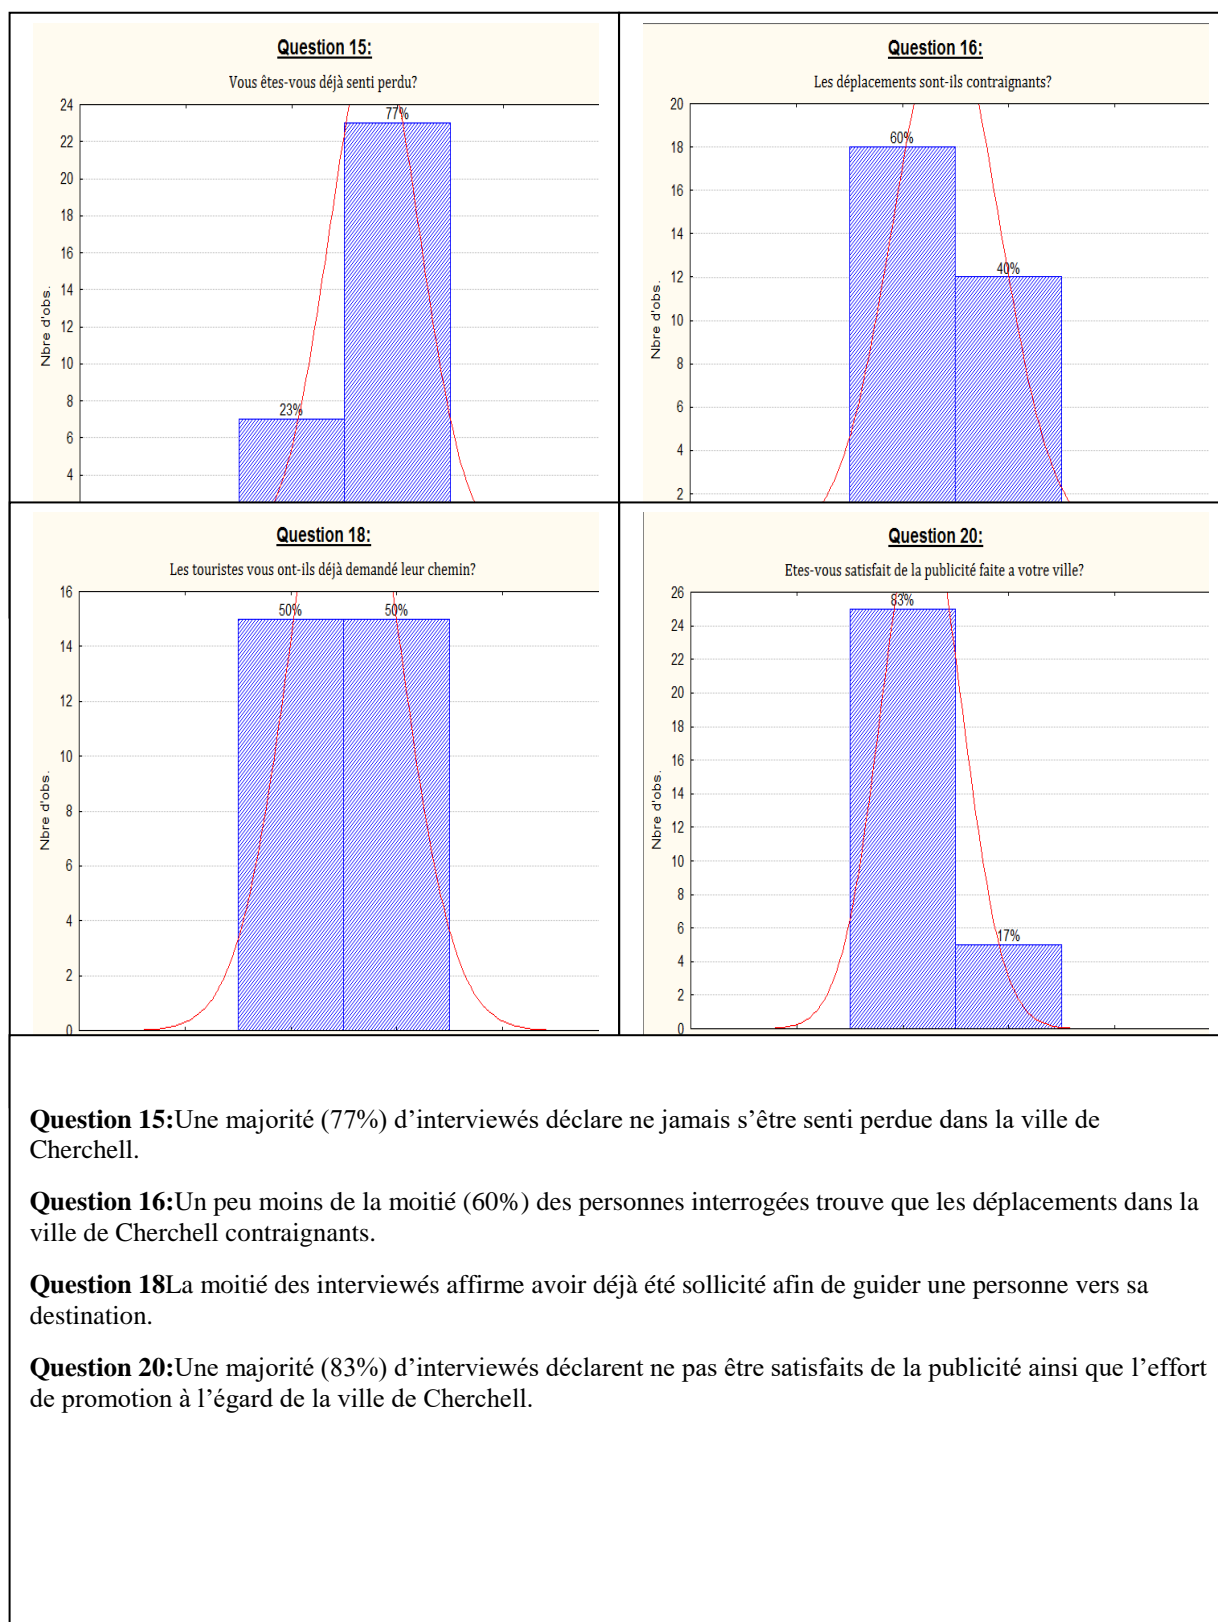 Question 15:
Vous êtes-vous déjà senti perdu?
24
22
20
18
16
14
12
10
8
6
4
Nbre d'obs.
23%
77%
Question 16:
Les déplacements sont-ils contraignants?
20
18
16
14
12
10
8
6
4
2
Nbre d'obs.
60%
40%
Question 18:
Les touristes vous ont-ils déjà demandé leur chemin?
16
14
12
10
8
6
4
2
0
Nbre d'obs.
50%
50%
Question 20:
Etes-vous satisfait de la publicité faite a votre ville?
26
24
22
20
18
16
14
12
10
8
6
4
2
0
Nbre d'obs.
83%
17%
Question 15:Une majorité (77%) d’interviewés déclare ne jamais s’être senti perdue dans la ville de
Cherchell.
Question 16:Un peu moins de la moitié (60%) des personnes interrogées trouve que les déplacements dans la
ville de Cherchell contraignants.
Question 18La moitié des interviewés affirme avoir déjà été sollicité afin de guider une personne vers sa
destination.
Question 20:Une majorité (83%) d’interviewés déclarent ne pas être satisfaits de la publicité ainsi que l’effort
de promotion à l’égard de la ville de Cherchell.